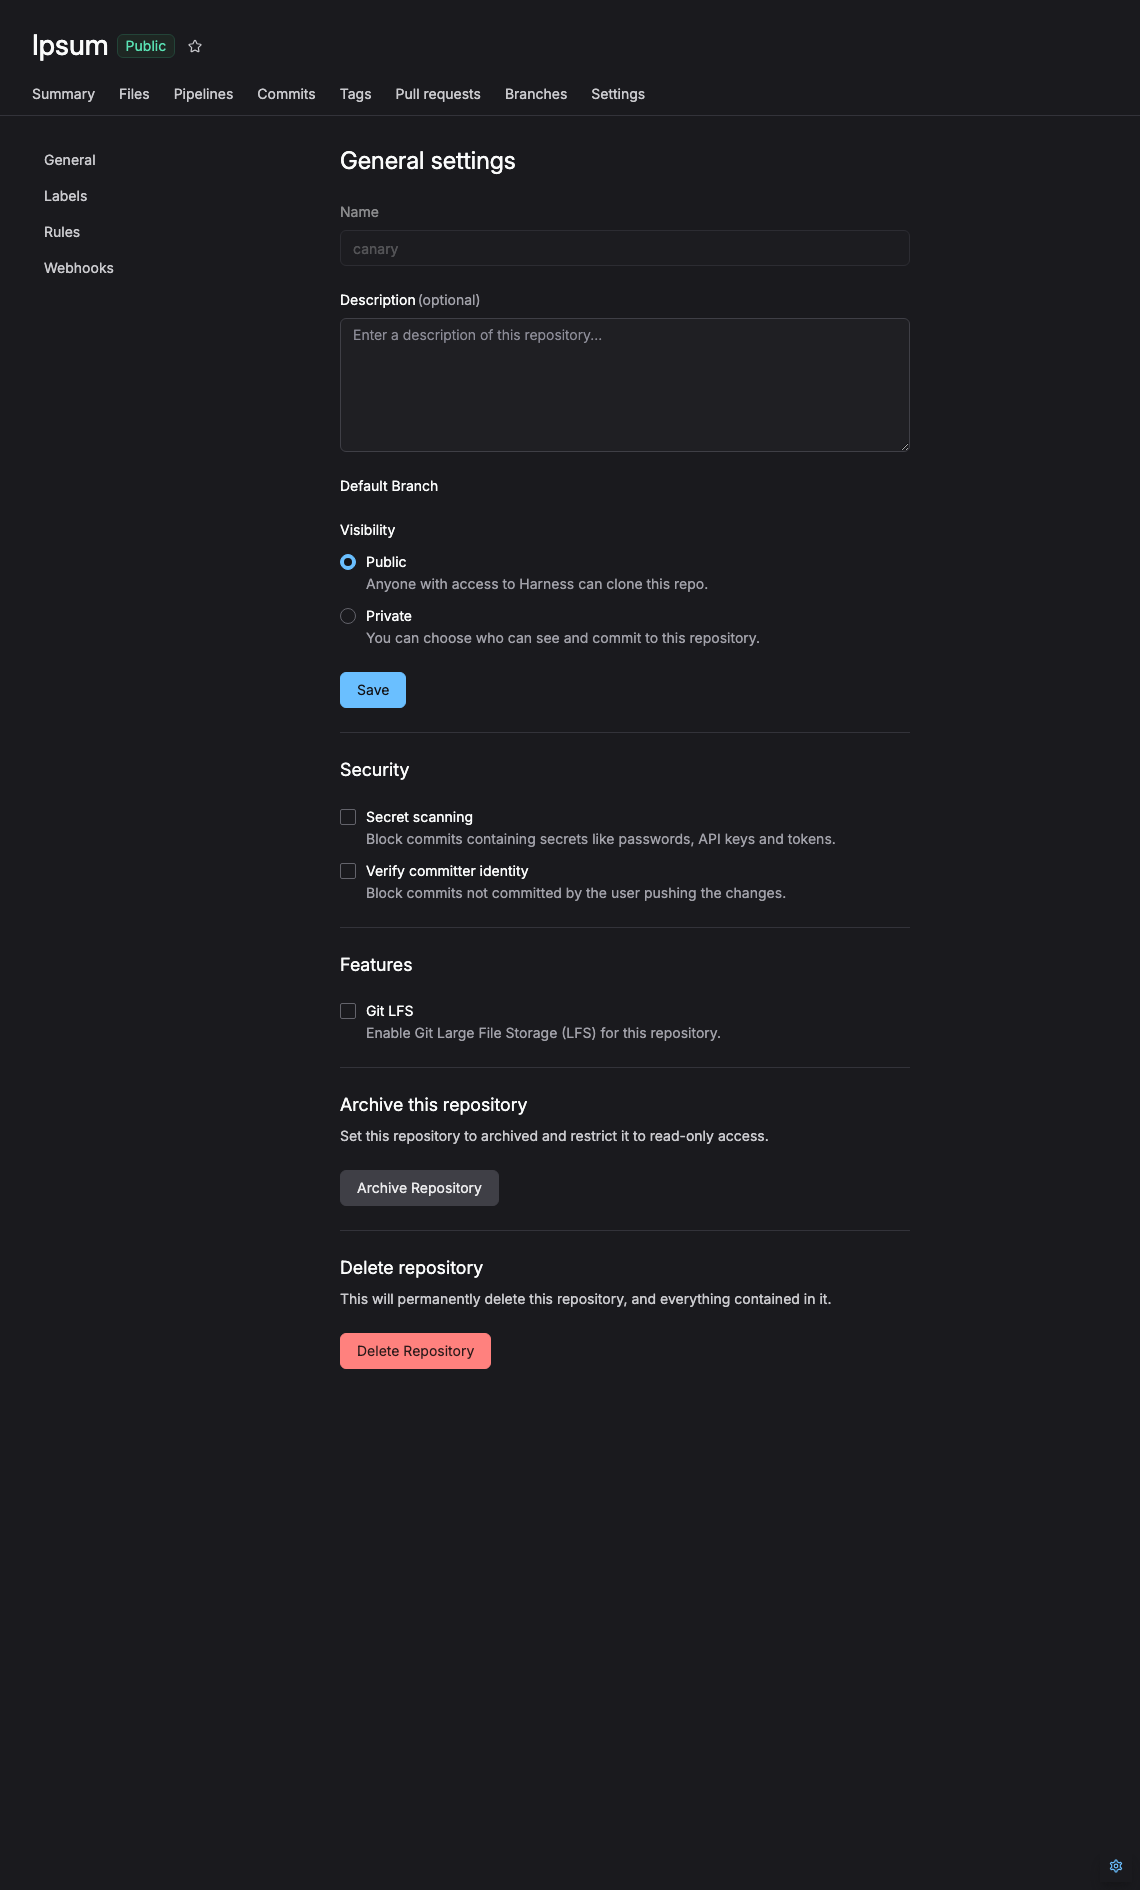 Ipsum Public
Summary Files Pipelines Commits Tags Pull requests Branches Settings
General
Labels
Rules
Webhooks
General settings
Name
canary
Description (optional)
Enter a description of this repository...
Default Branch
Visibility
Public
Anyone with access to Harness can clone this repo.
Private
You can choose who can see and commit to this repository.
Save
Security
Secret scanning
Block commits containing secrets like passwords, API keys and tokens.
Verify committer identity
Block commits not committed by the user pushing the changes.
Features
Git LFS
Enable Git Large File Storage (LFS) for this repository.
Archive this repository
Set this repository to archived and restrict it to read-only access.
Archive Repository
Delete repository
This will permanently delete this repository, and everything contained in it.
Delete Repository